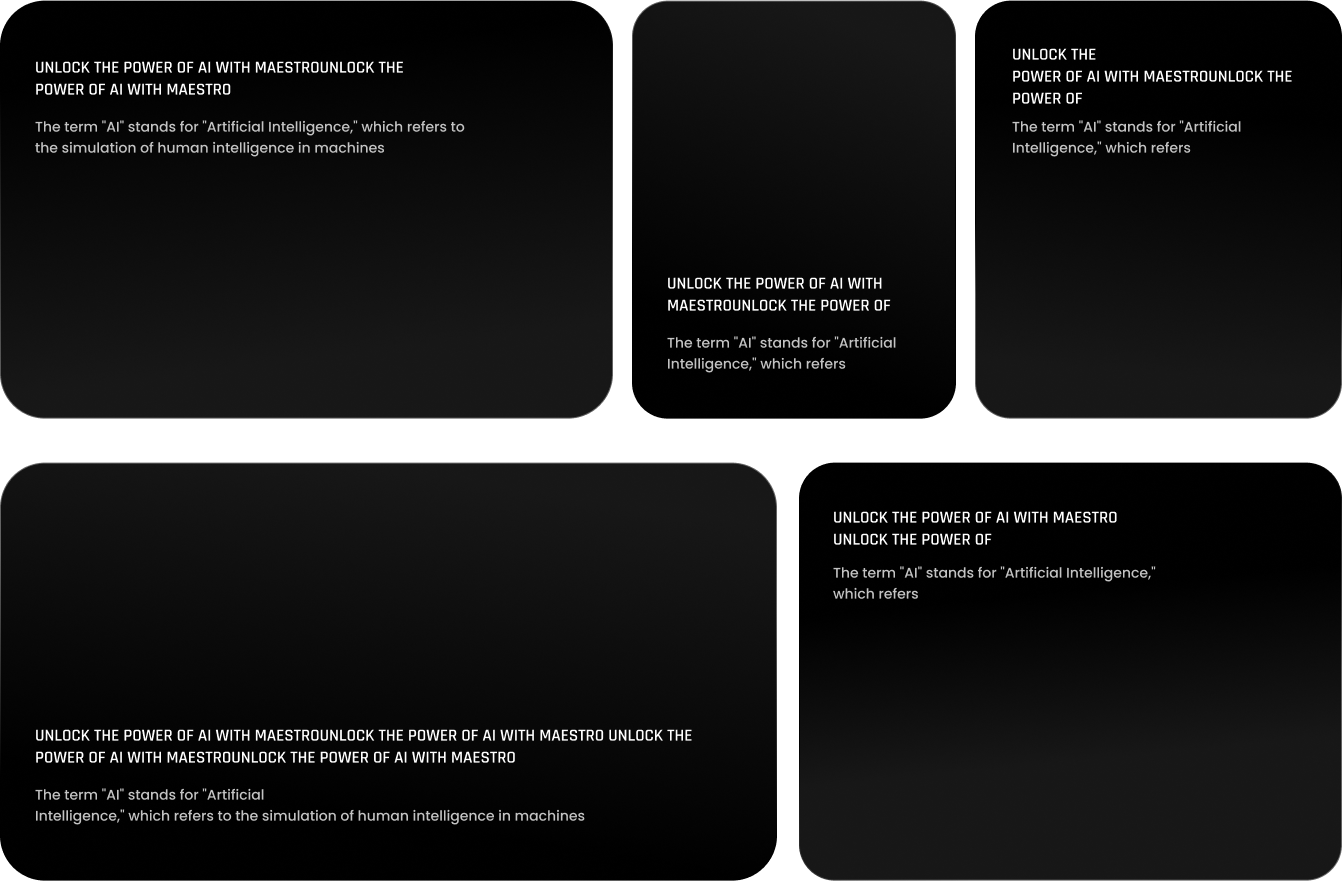 UNLOCK THE POWER OF AI WITH MAESTROUNLOCK THE
POWER OF AI WITH MAESTRO
The term "AI" stands for "Artificial Intelligence," which refers to
the simulation of human intelligence in machines
UNLOCK THE POWER OF AI WITH
MAESTROUNLOCK THE POWER OF
The term "AI" stands for "Artificial
Intelligence," which refers
UNLOCK THE
POWER OF AI WITH MAESTROUNLOCK THE
POWER OF
The term "AI" stands for "Artificial
Intelligence," which refers
UNLOCK THE POWER OF AI WITH MAESTROUNLOCK THE POWER OF AI WITH MAESTRO UNLOCK THE
POWER OF AI WITH MAESTROUNLOCK THE POWER OF AI WITH MAESTRO
The term "AI" stands for "Artificial
Intelligence," which refers to the simulation of human intelligence in machines
UNLOCK THE POWER OF AI WITH MAESTRO
UNLOCK THE POWER OF
The term "AI" stands for "Artificial Intelligence,"
which refers